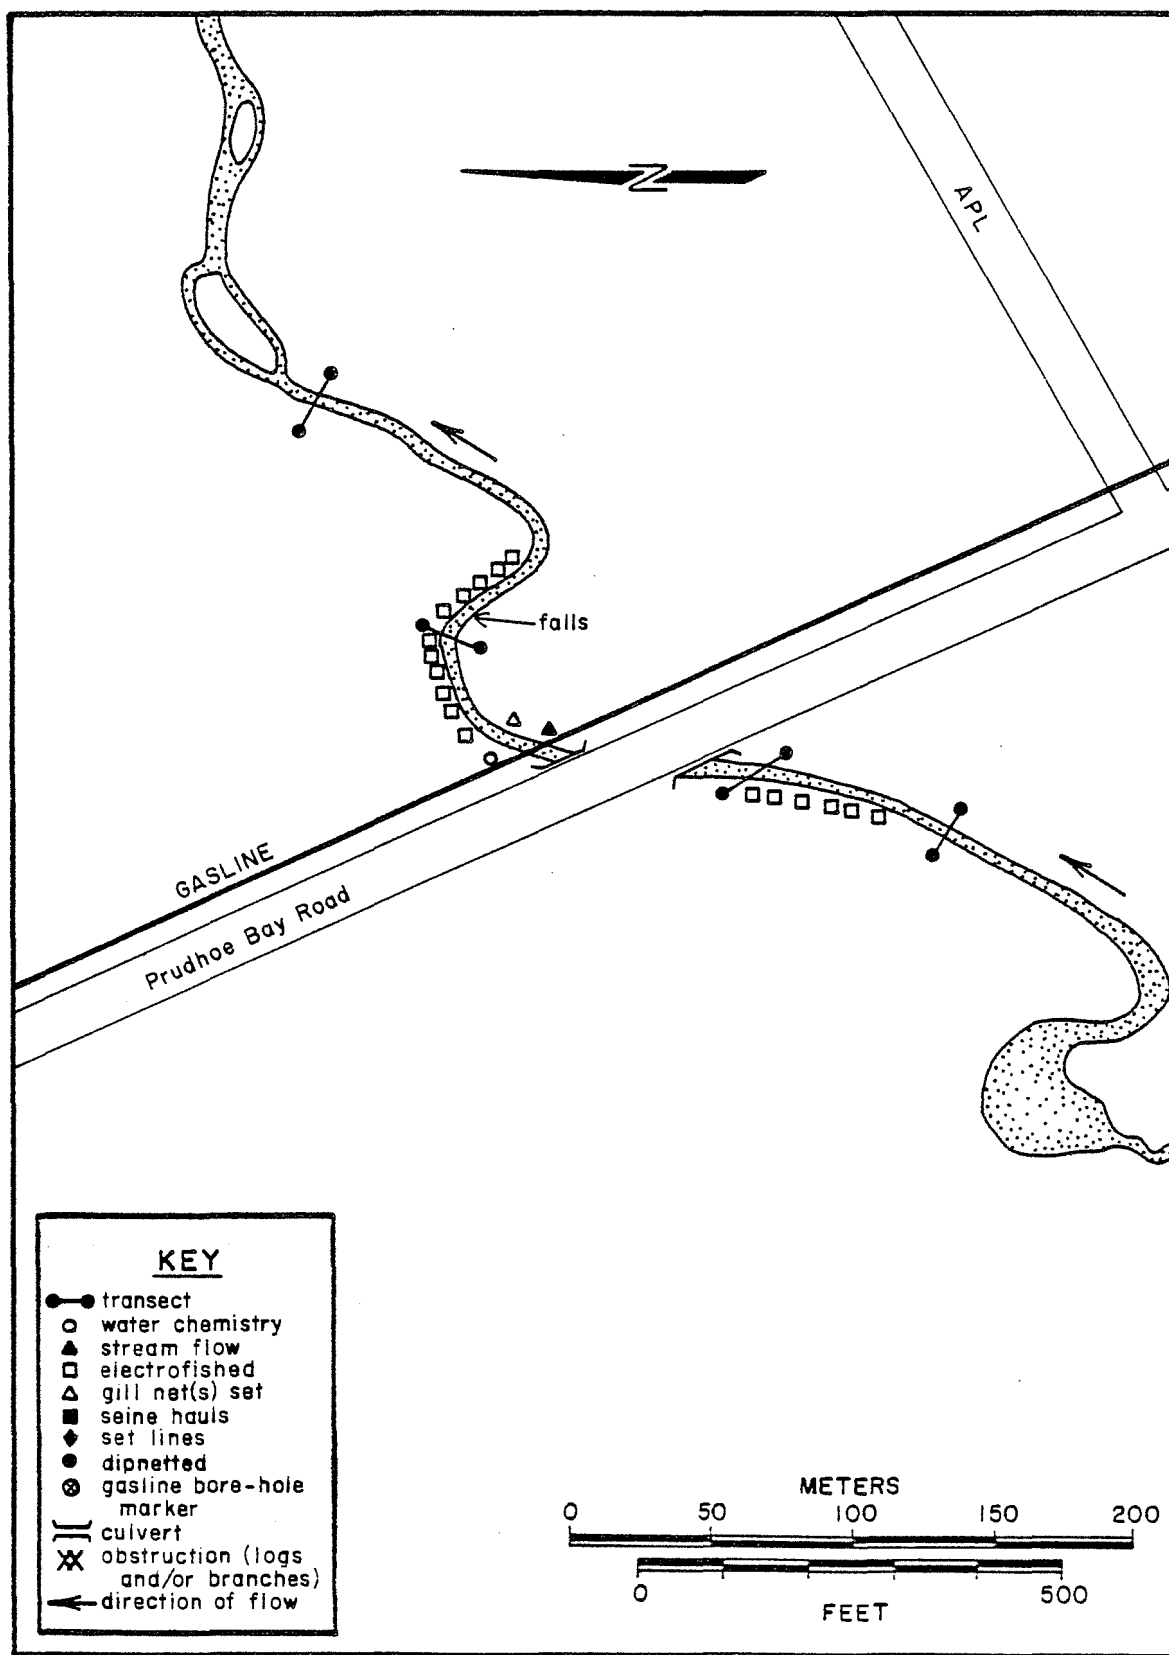 N
APL
falls
GASLINE
Prudhoe Bay Road
KEY
transect
water chemistry
stream flow
electrofished
gill net(s) set
seine hauls
set lines
dipnetted
gasline bore-hole
marker
culvert
obstruction (logs
and/or branches)
direction of flow
METERS
0 50 100 150 200
0 500
FEET